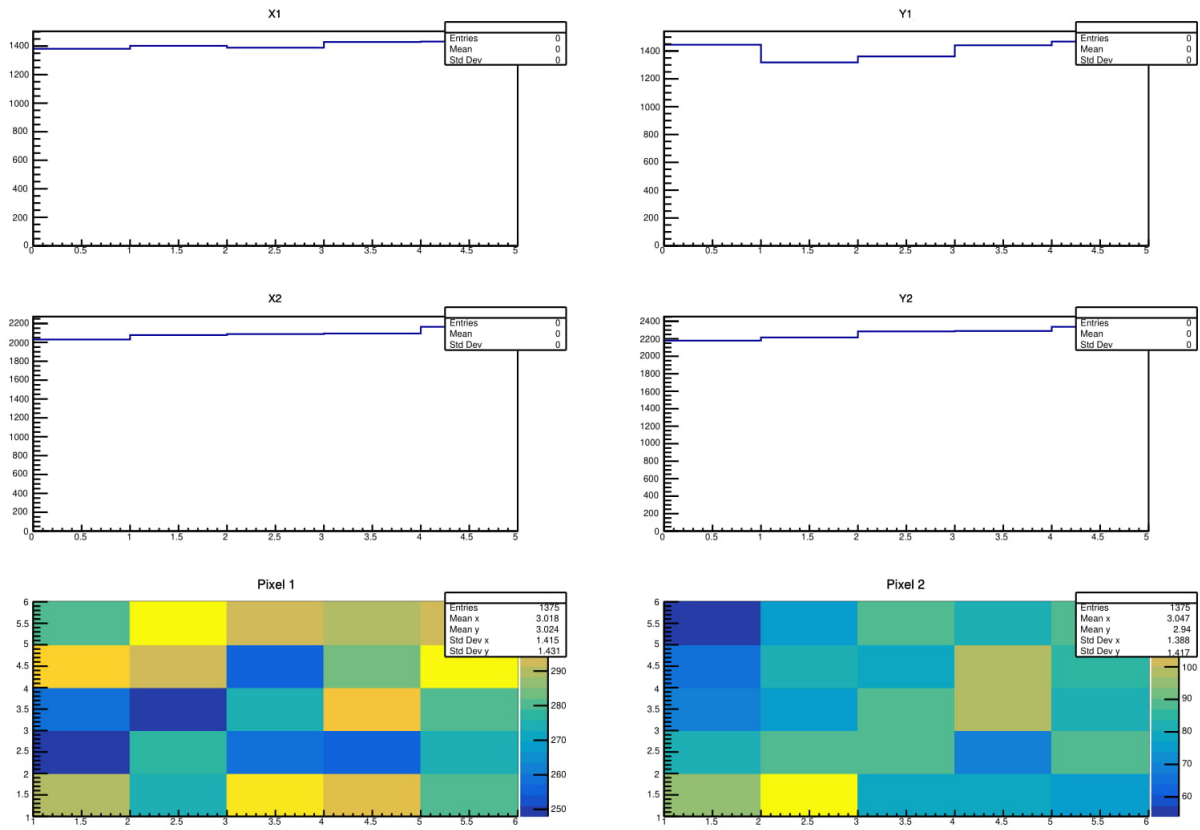 X1
Entries 0
Mean 0
Std Dev 0
1400
1200
1000
800
600
400
200
0
0 0.5 1 1.5 2 2.5 3 3.5 4 4.5 5
Y1
Entries 0
Mean 0
Std Dev 0
1400
1200
1000
800
600
400
200
0
0 0.5 1 1.5 2 2.5 3 3.5 4 4.5 5
X2
Entries 0
Mean 0
Std Dev 0
2200
2000
1800
1600
1400
1200
1000
800
600
400
200
0
0 0.5 1 1.5 2 2.5 3 3.5 4 4.5 5
Y2
Entries 0
Mean 0
Std Dev 0
2400
2200
2000
1800
1600
1400
1200
1000
800
600
400
200
0
0 0.5 1 1.5 2 2.5 3 3.5 4 4.5 5
Pixel 1
Entries 1375
Mean x 3.018
Mean y 3.024
Std Dev x 1.415
Std Dev y 1.431
6
5.5
5
4.5
4
3.5
3
2.5
2
1.5
1
1 1.5 2 2.5 3 3.5 4 4.5 5 5.5 6
290
280
270
260
250
Pixel 2
Entries 1375
Mean x 3.047
Mean y 2.94
Std Dev x 1.388
Std Dev y 1.417
6
5.5
5
4.5
4
3.5
3
2.5
2
1.5
1
1 1.5 2 2.5 3 3.5 4 4.5 5 5.5 6
100
90
80
70
60